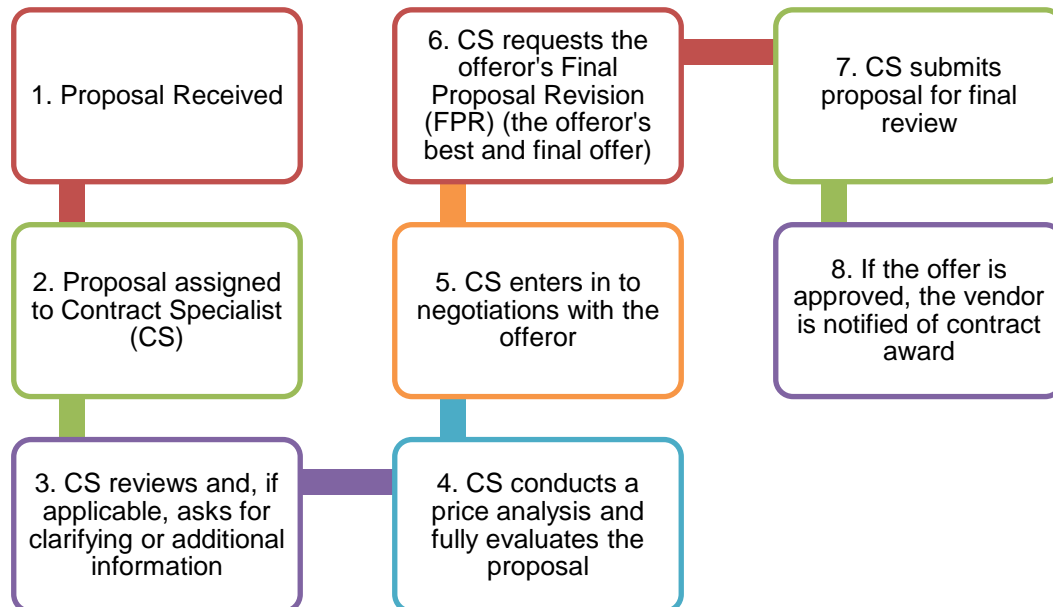 1. Proposal Received
2. Proposal assigned
to Contract Specialist
(CS)
3. CS reviews and, if
applicable, asks for
clarifying or additional
information
4. CS conducts a
price analysis and
fully evaluates the
proposal
5. CS enters in to
negotiations with the
offeror
6. CS requests the
offeror's Final
Proposal Revision
(FPR) (the offeror's
best and final offer)
7. CS submits
proposal for final
review
8. If the offer is
approved, the vendor
is notified of contract
award